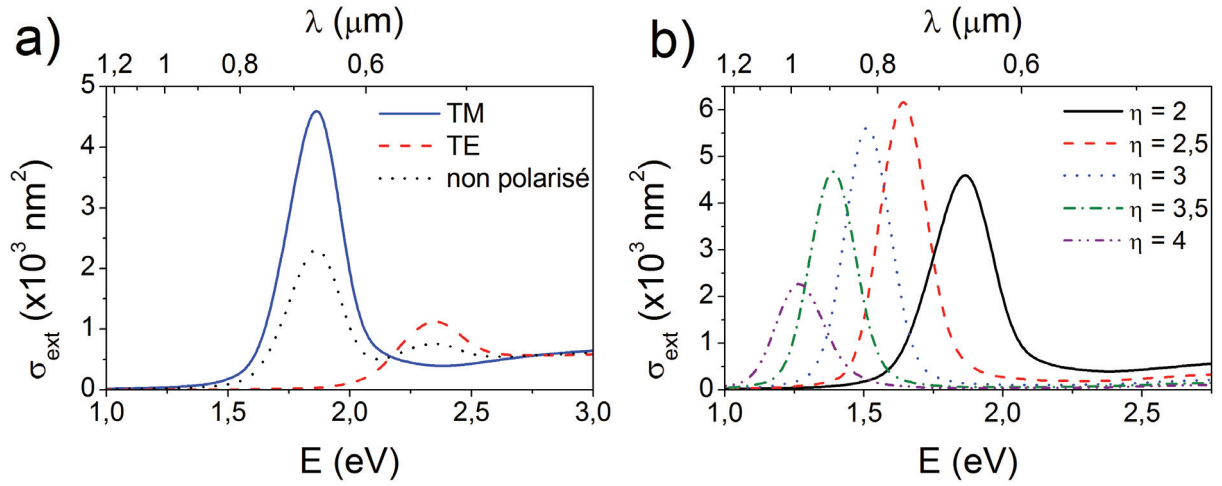 a)
λ (μm)
1,2 1 0,8 0,6
5
4
3
2
1
0
σext (x10³ nm²)
TM
TE
non polarisé
1,0 1,5 2,0 2,5 3,0
E (eV)
b)
λ (μm)
1,2 1 0,8 0,6
6
5
4
3
2
1
0
σext (x10³ nm²)
η = 2
η = 2,5
η = 3
η = 3,5
η = 4
1,0 1,5 2,0 2,5
E (eV)